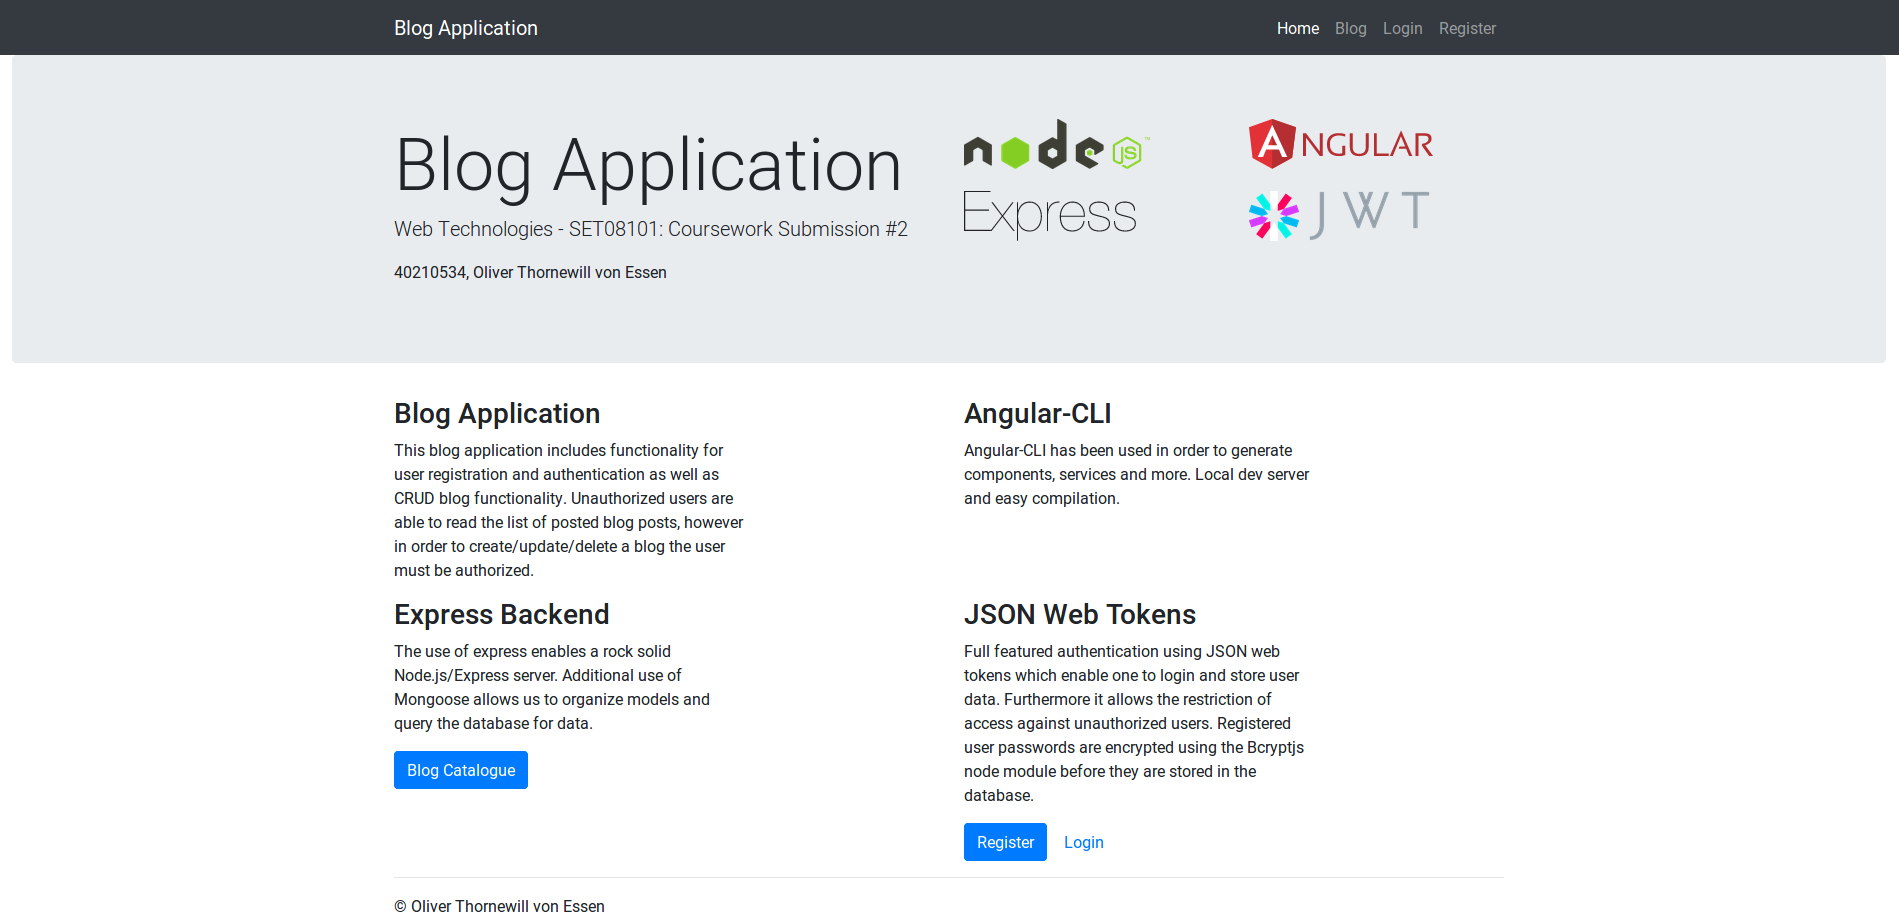 Blog Application
Home Blog Login Register
Blog Application
Web Technologies - SET08101: Coursework Submission #2
40210534, Oliver Thornewill von Essen
node JS ™
ANGULAR
Express
JWT
Blog Application
This blog application includes functionality for
user registration and authentication as well as
CRUD blog functionality. Unauthorized users are
able to read the list of posted blog posts, however
in order to create/update/delete a blog the user
must be authorized.
Angular-CLI
Angular-CLI has been used in order to generate
components, services and more. Local dev server
and easy compilation.
Express Backend
The use of express enables a rock solid
Node.js/Express server. Additional use of
Mongoose allows us to organize models and
query the database for data.
Blog Catalogue
JSON Web Tokens
Full featured authentication using JSON web
tokens which enable one to login and store user
data. Furthermore it allows the restriction of
access against unauthorized users. Registered
user passwords are encrypted using the Bcryptjs
node module before they are stored in the
database.
Register Login
© Oliver Thornewill von Essen